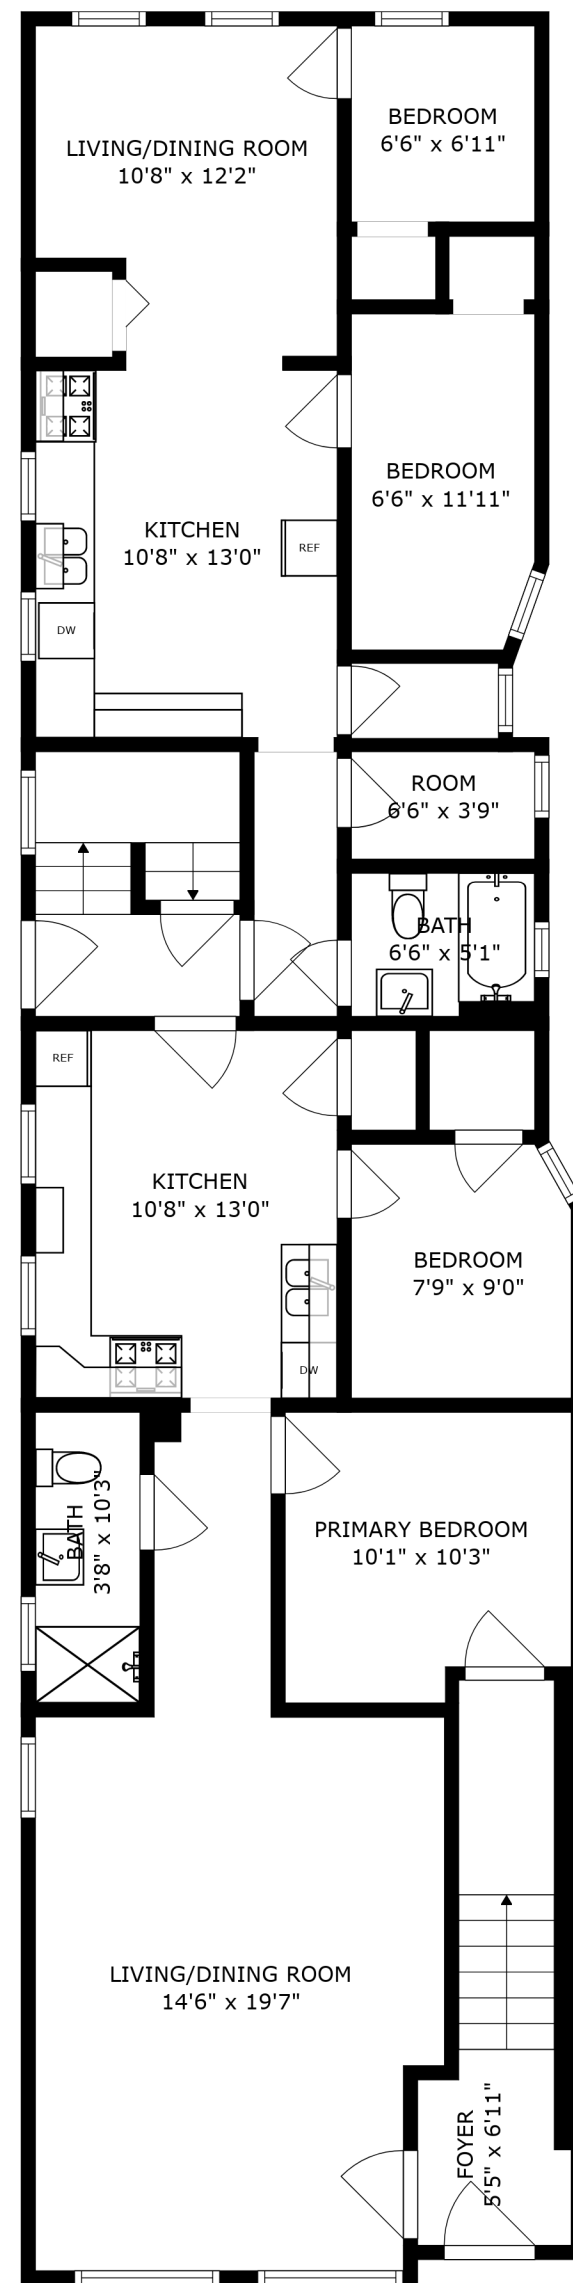 BEDROOM
6'6" x 6'11"
LIVING/DINING ROOM
10'8" x 12'2"
BEDROOM
6'6" x 11'11"
KITCHEN
10'8" x 13'0"
REF
DW
ROOM
6'6" x 3'9"
BATH
6'6" x 5'1"
REF
KITCHEN
10'8" x 13'0"
BEDROOM
7'9" x 9'0"
DW
BATH
3'8" x 10'3"
PRIMARY BEDROOM
10'1" x 10'3"
LIVING/DINING ROOM
14'6" x 19'7"
FOYER
5'5" x 6'11"